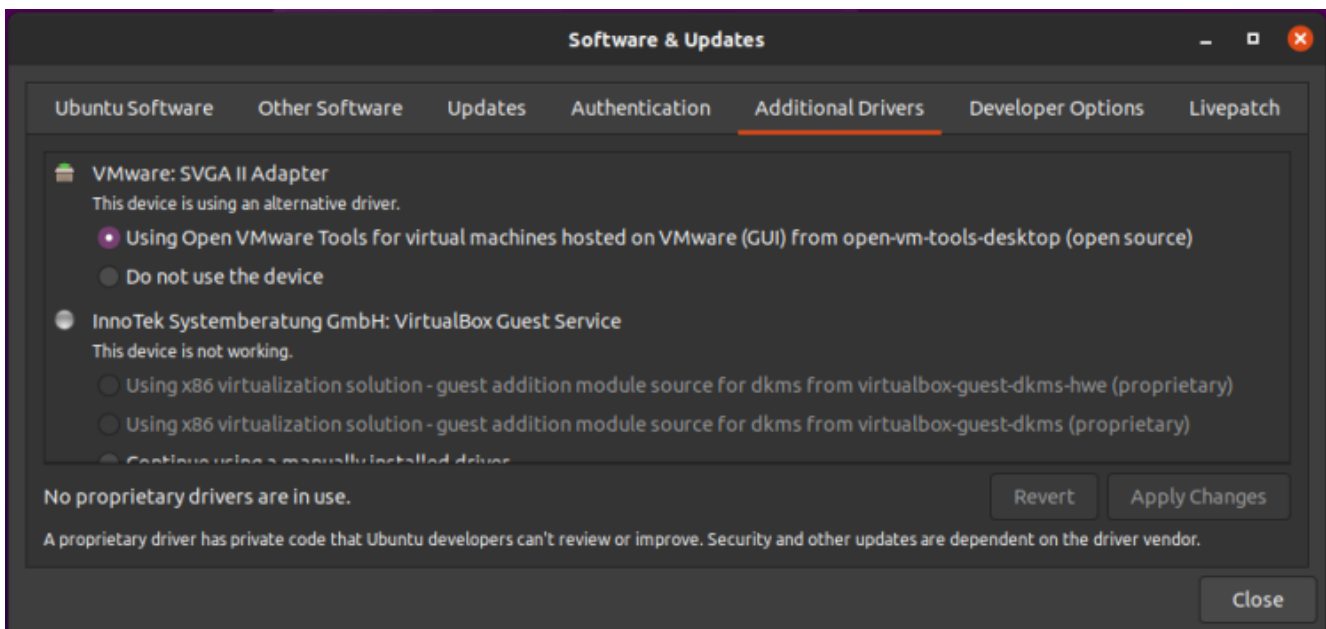 Software & Updates
Ubuntu Software Other Software Updates Authentication Additional Drivers Developer Options Livepatch
VMware: SVGA II Adapter
This device is using an alternative driver.
Using Open VMware Tools for virtual machines hosted on VMware (GUI) from open-vm-tools-desktop (open source)
Do not use the device
InnoTek Systemberatung GmbH: VirtualBox Guest Service
This device is not working.
Using x86 virtualization solution - guest addition module source for dkms from virtualbox-guest-dkms-hwe (proprietary)
Using x86 virtualization solution - guest addition module source for dkms from virtualbox-guest-dkms (proprietary)
Continue using a manually installed driver
No proprietary drivers are in use.
Revert Apply Changes
A proprietary driver has private code that Ubuntu developers can't review or improve. Security and other updates are dependent on the driver vendor.
Close